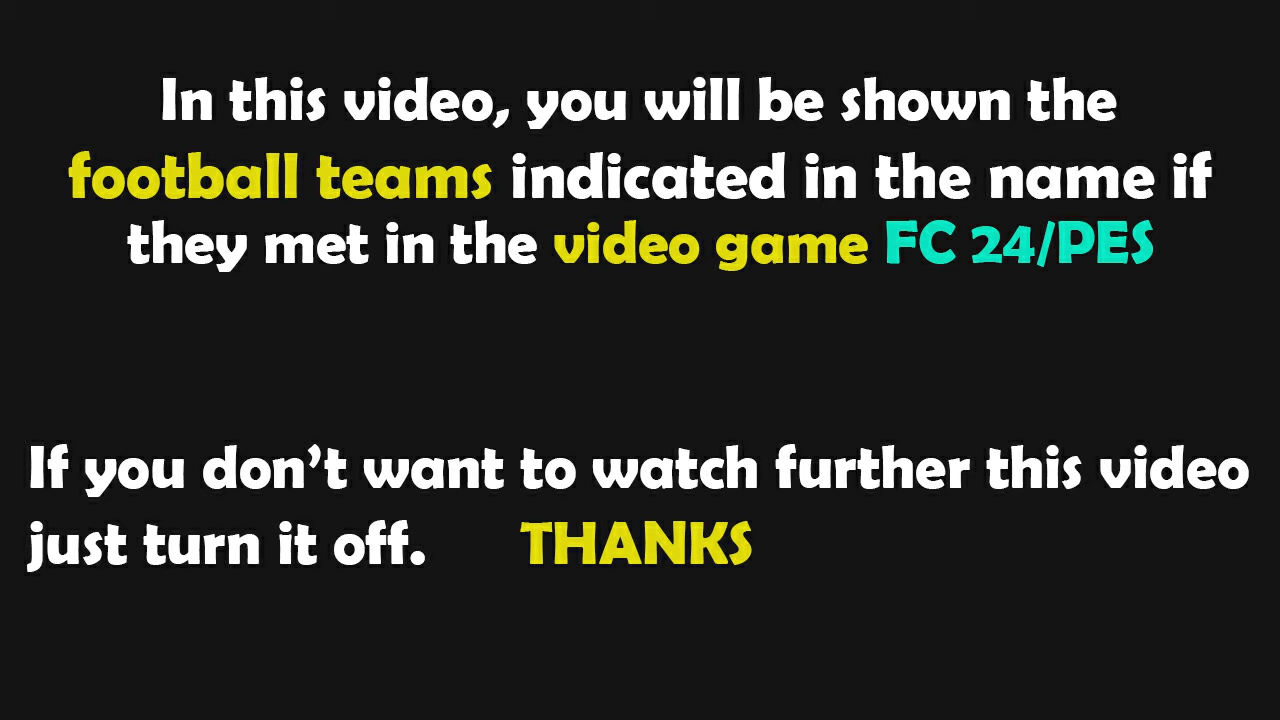 In this video, you will be shown the
football teams indicated in the name if
they met in the video game FC 24/PES
If you don’t want to watch further this video
just turn it off. THANKS